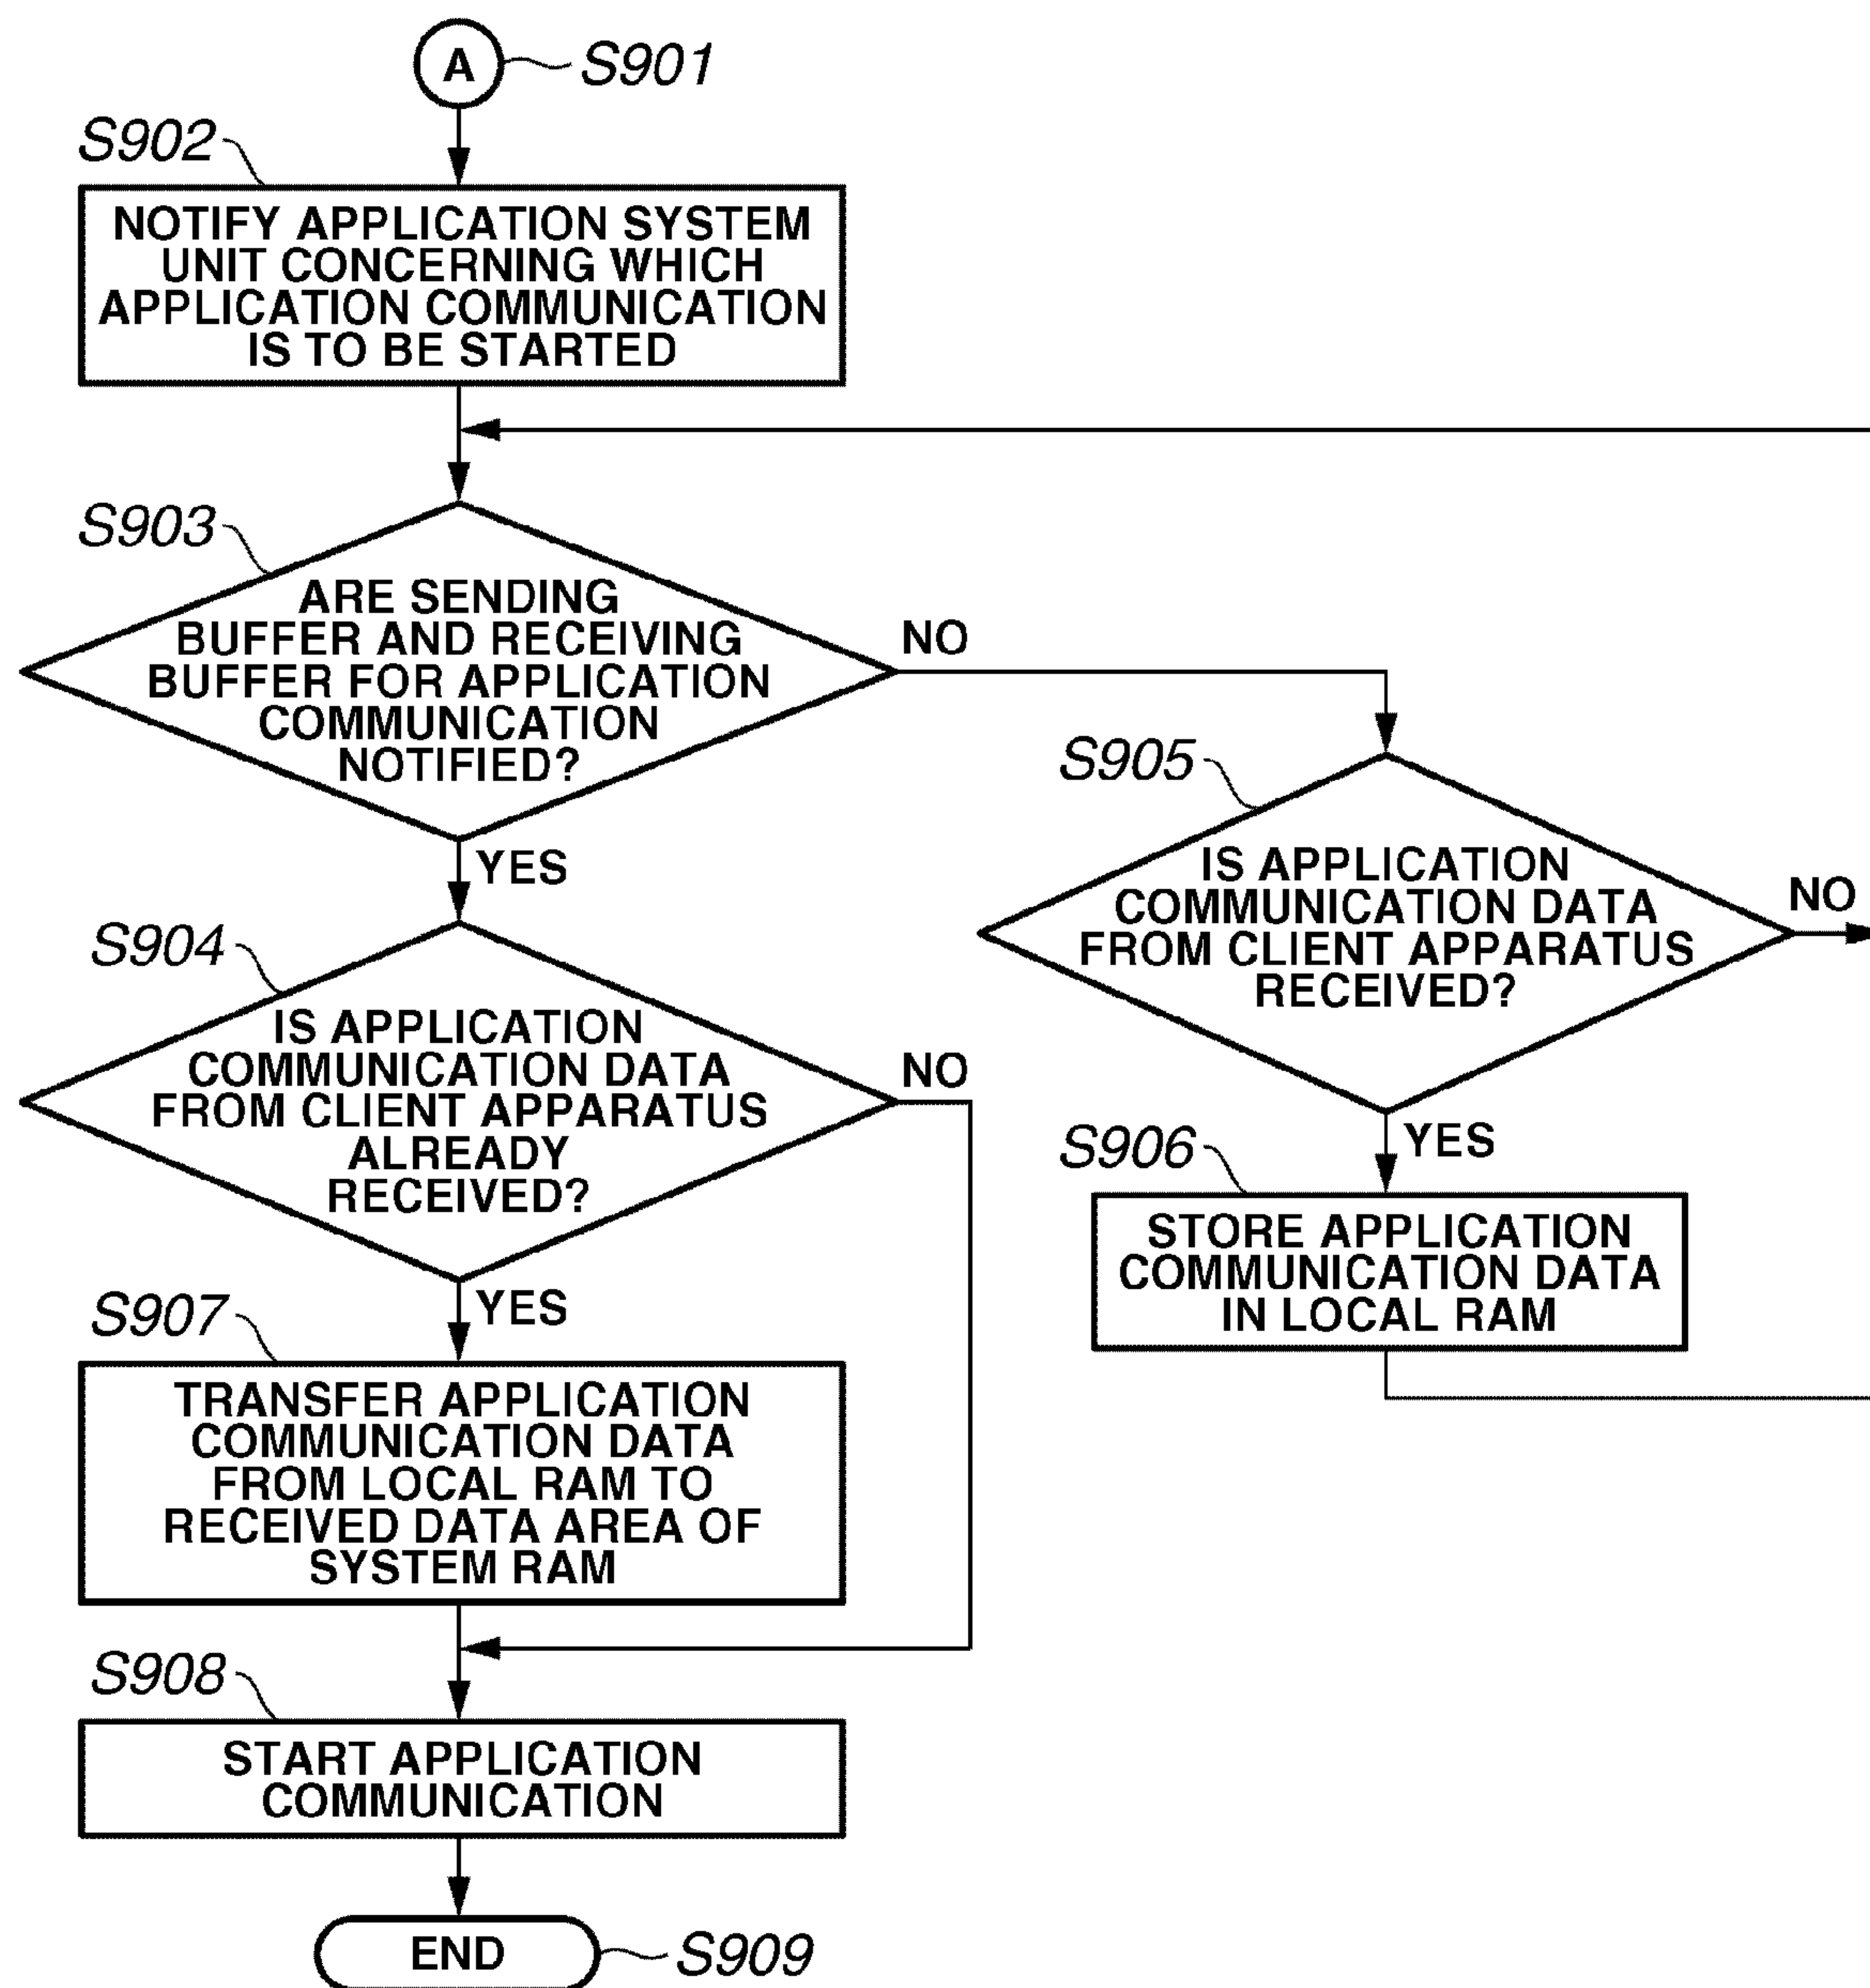 A
S901
S902
NOTIFY APPLICATION SYSTEM
UNIT CONCERNING WHICH
APPLICATION COMMUNICATION
IS TO BE STARTED
S903
ARE SENDING
BUFFER AND RECEIVING
BUFFER FOR APPLICATION
COMMUNICATION
NOTIFIED?
NO
YES
S905
IS APPLICATION
COMMUNICATION DATA
FROM CLIENT APPARATUS
RECEIVED?
NO
YES
S904
IS APPLICATION
COMMUNICATION DATA
FROM CLIENT APPARATUS
ALREADY
RECEIVED?
NO
YES
S906
STORE APPLICATION
COMMUNICATION DATA
IN LOCAL RAM
S907
TRANSFER APPLICATION
COMMUNICATION DATA
FROM LOCAL RAM TO
RECEIVED DATA AREA OF
SYSTEM RAM
S908
START APPLICATION
COMMUNICATION
END
S909